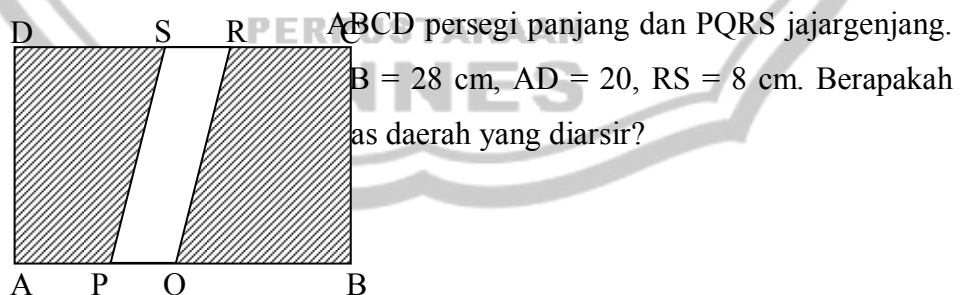 ABCD persegi panjang dan PQRS jajargenjang.
B = 28 cm, AD = 20, RS = 8 cm. Berapakah
as daerah yang diarsir?
D S R C
A P Q B